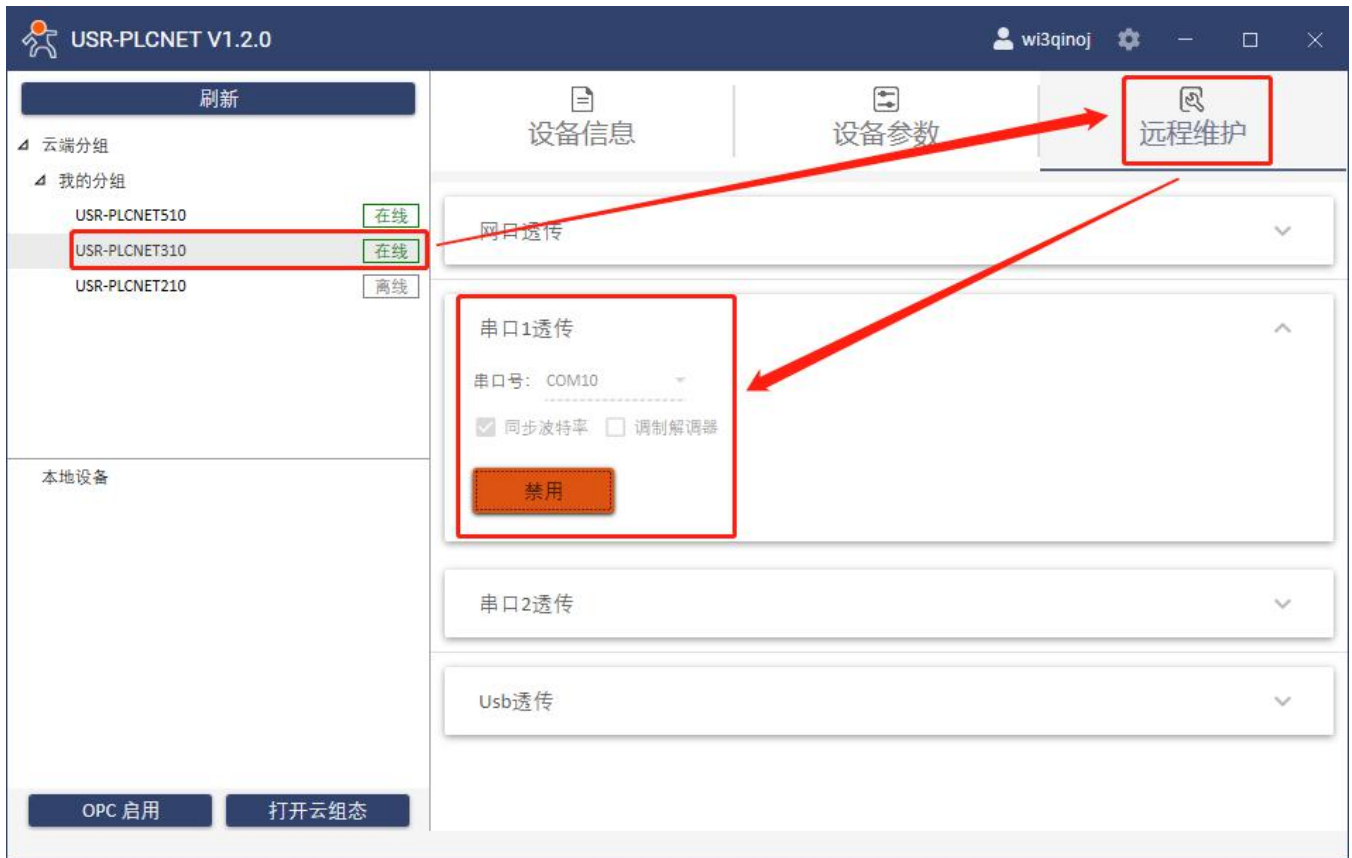 USR-PLCNET V1.2.0
wi3qinoj
刷新
云端分组
我的分组
USR-PLCNET510 在线
USR-PLCNET310 在线
USR-PLCNET210 离线
本地设备
OPC 启用
打开云组态
设备信息
设备参数
远程维护
网口透传
串口1透传
串口号: COM10
同步波特率 调制解调器
禁用
串口2透传
Usb透传